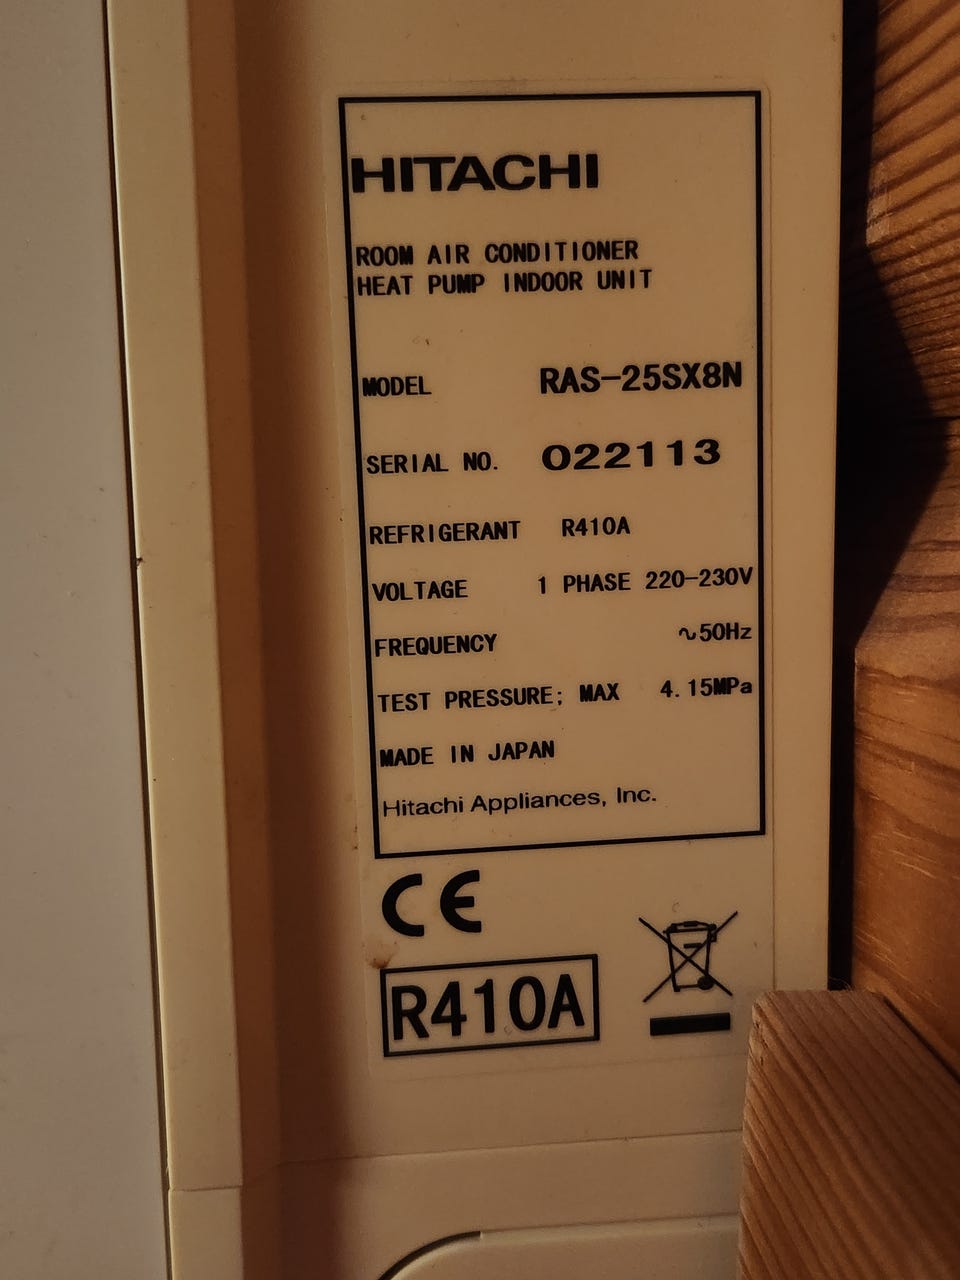 HITACHI
ROOM AIR CONDITIONER
HEAT PUMP INDOOR UNIT
MODEL RAS-25SX8N
SERIAL NO. 022113
REFRIGERANT R410A
VOLTAGE 1 PHASE 220-230V
FREQUENCY ~50Hz
TEST PRESSURE; MAX 4.15MPa
MADE IN JAPAN
Hitachi Appliances, Inc.
CE
R410A